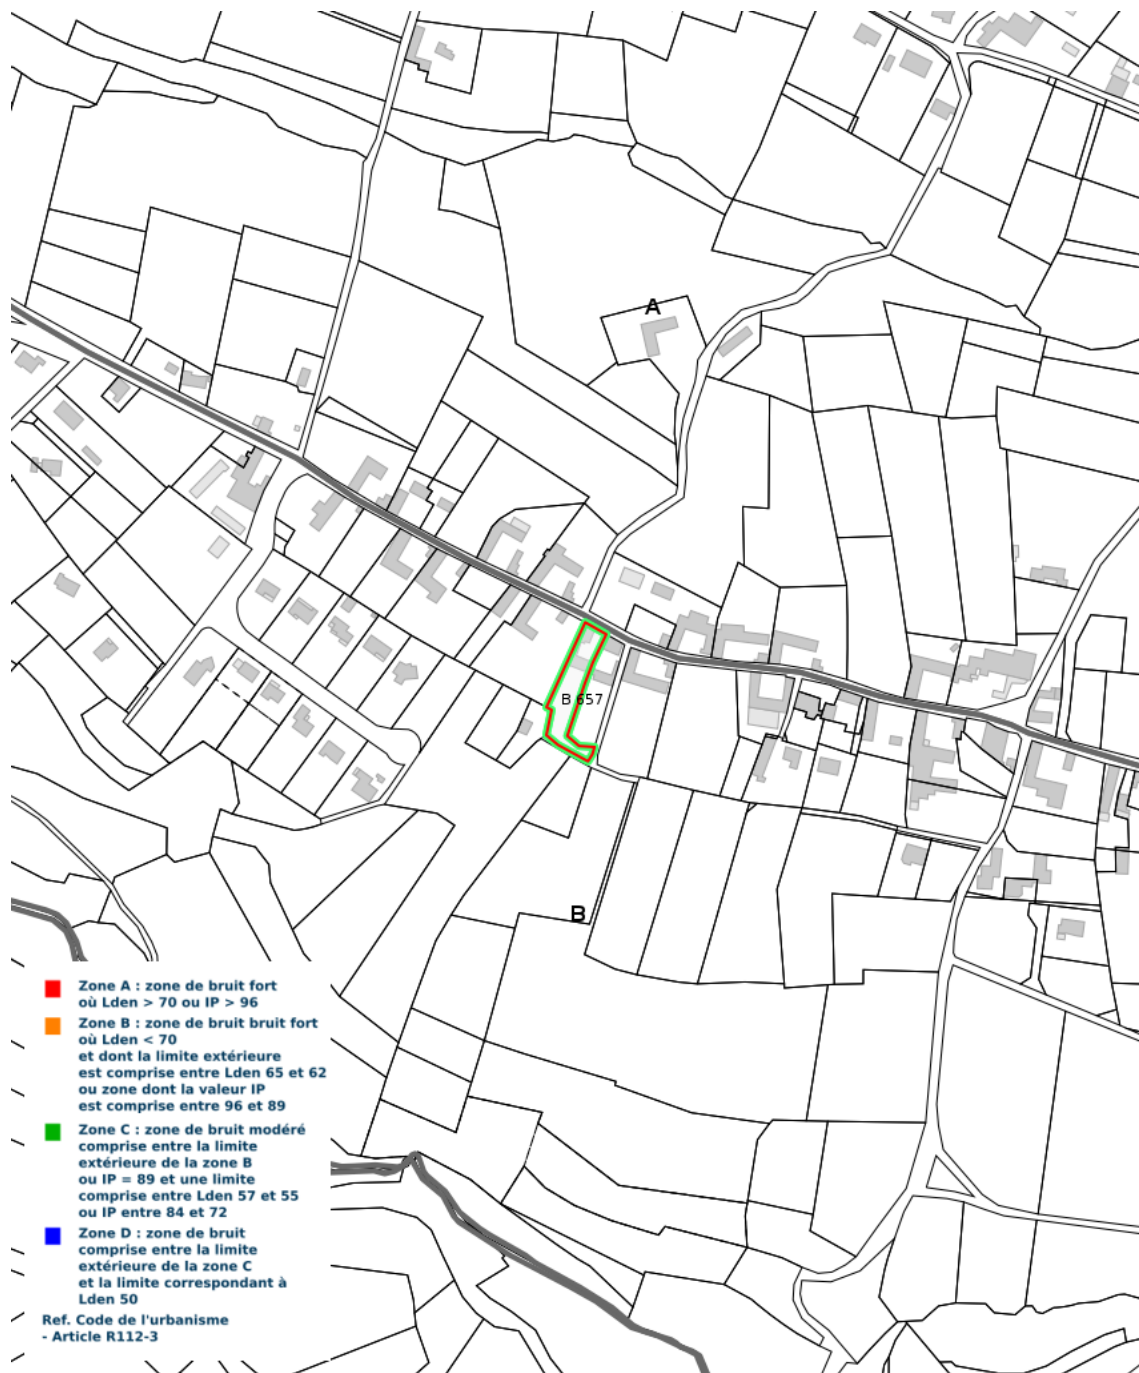 A
B 657
B
Zone A : zone de bruit fort
où Lden > 70 ou IP > 96
Zone B : zone de bruit bruit fort
où Lden < 70
et dont la limite extérieure
est comprise entre Lden 65 et 62
ou zone dont la valeur IP
est comprise entre 96 et 89
Zone C : zone de bruit modéré
comprise entre la limite
extérieure de la zone B
ou IP = 89 et une limite
comprise entre Lden 57 et 55
ou IP entre 84 et 72
Zone D : zone de bruit
comprise entre la limite
extérieure de la zone C
et la limite correspondant à
Lden 50
Ref. Code de l'urbanisme
- Article R112-3